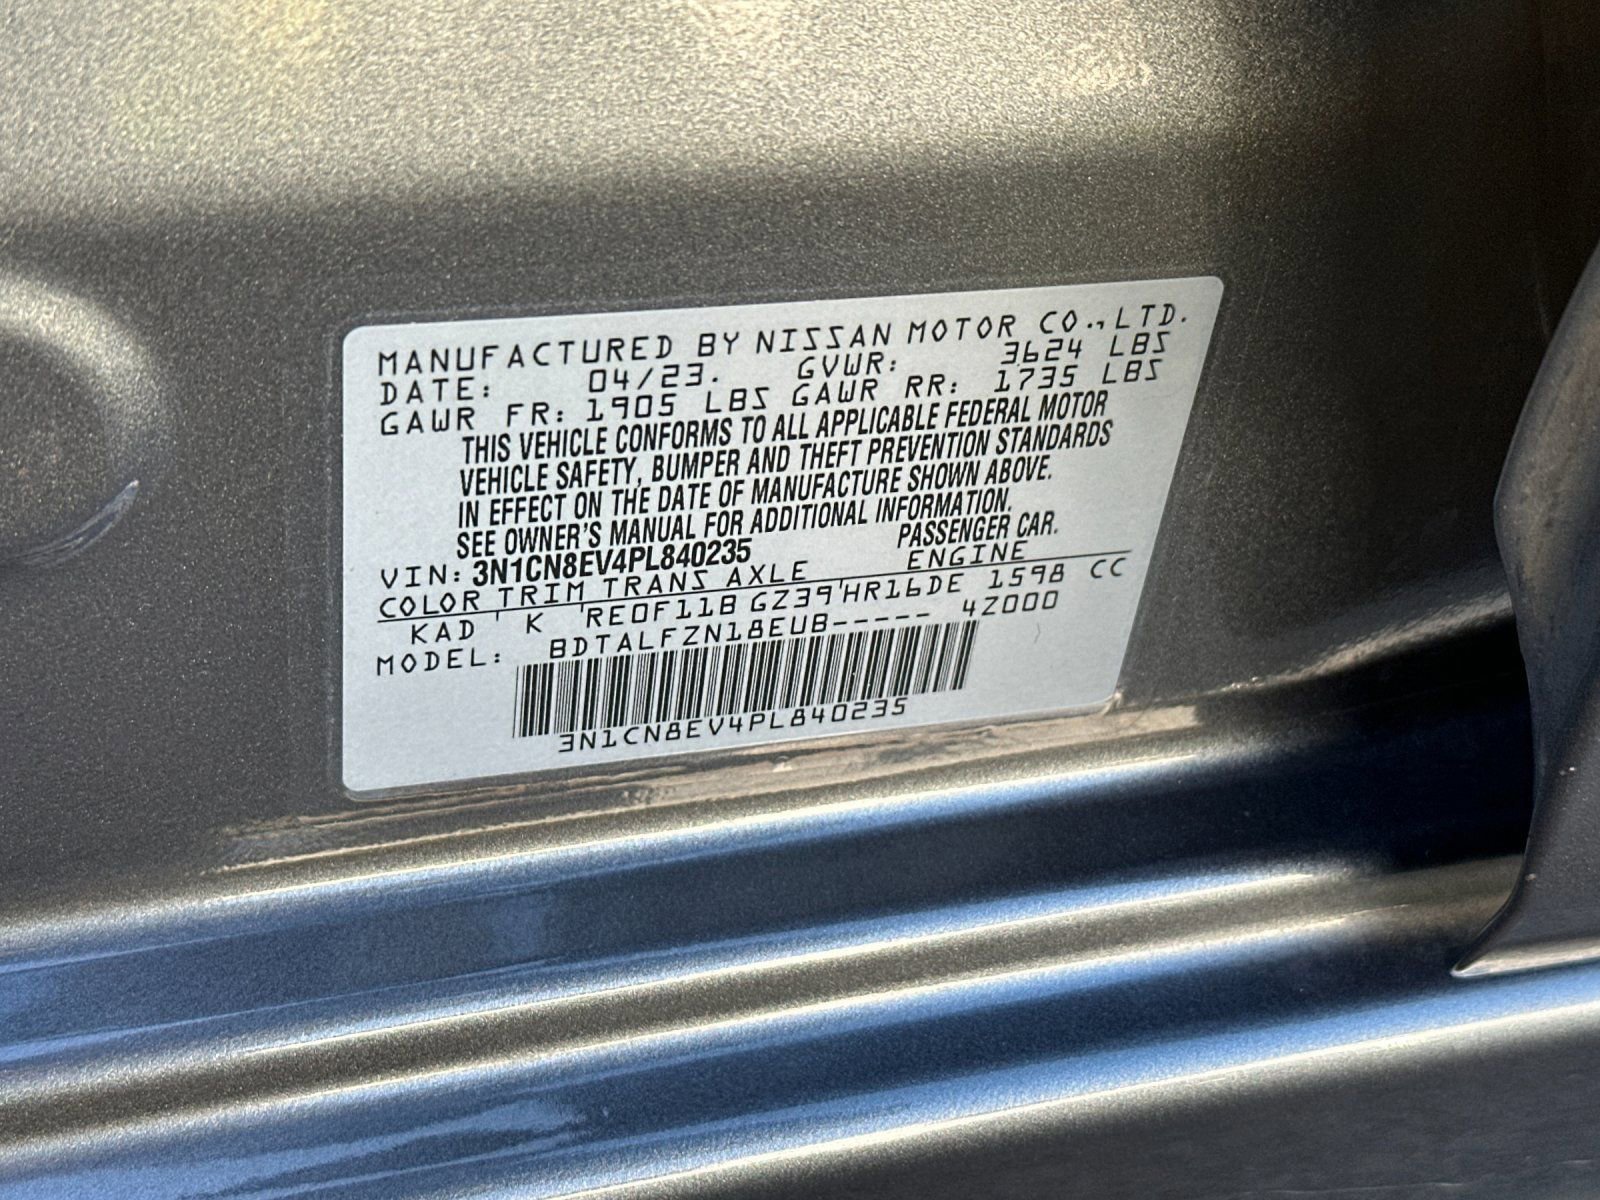 MANUFACTURED BY NISSAN MOTOR CO.,LTD.
DATE: 04/23. GVWR: 3624 LBS
GAWR FR: 1905 LBS GAWR RR: 1735 LBS
THIS VEHICLE CONFORMS TO ALL APPLICABLE FEDERAL MOTOR
VEHICLE SAFETY, BUMPER AND THEFT PREVENTION STANDARDS
IN EFFECT ON THE DATE OF MANUFACTURE SHOWN ABOVE.
SEE OWNER'S MANUAL FOR ADDITIONAL INFORMATION.
VIN: 3N1CN8EV4PL840235 PASSENGER CAR.
COLOR TRIM TRANS AXLE ENGINE
KAD ' K 'RE0F11B GZ39'HR16DE 1598 CC
MODEL: BDTALFZN18EUB----- 4Z000
3N1CN8EV4PL840235